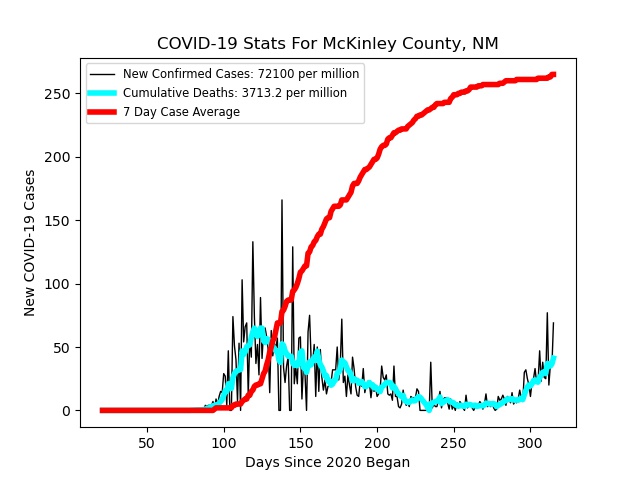 COVID-19 Stats For McKinley County, NM
New Confirmed Cases: 72100 per million
Cumulative Deaths: 3713.2 per million
7 Day Case Average
New COVID-19 Cases
250
200
150
100
50
0
50 100 150 200 250 300
Days Since 2020 Began